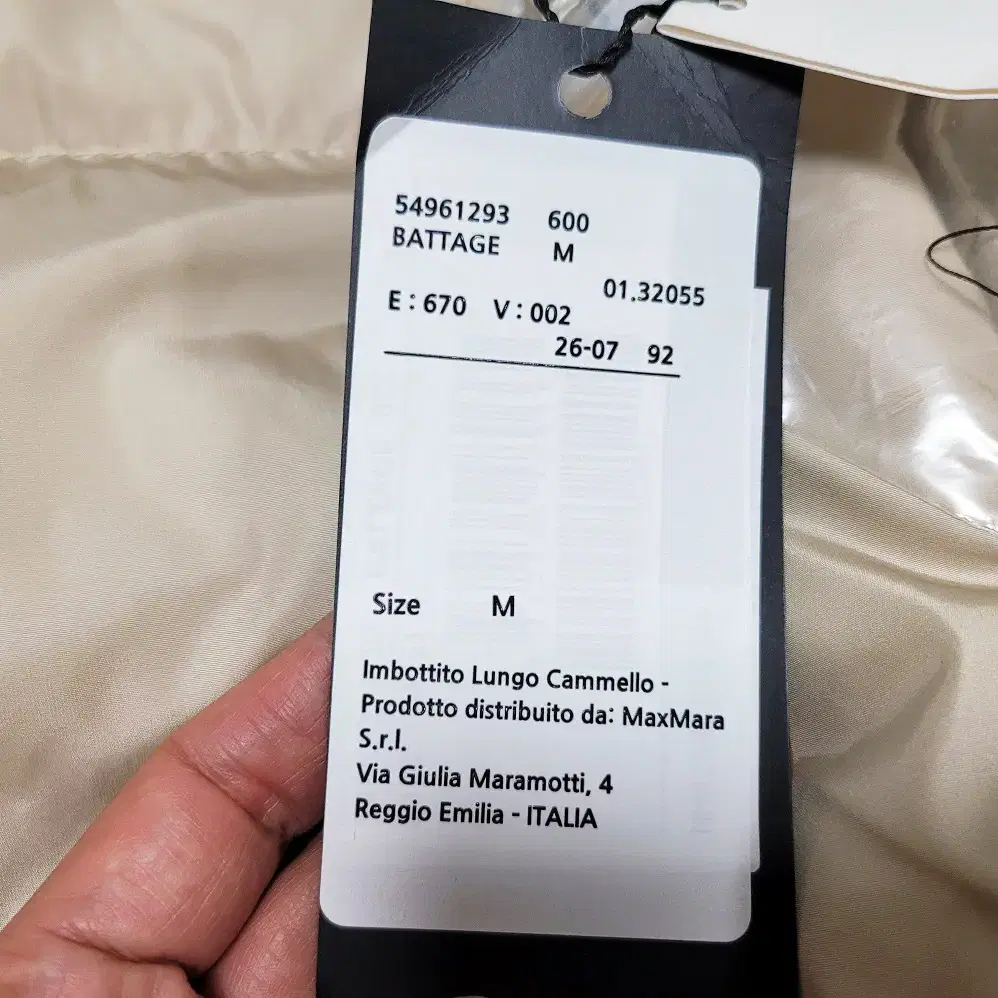 54961293 600
BATTAGE M
01.32055
E : 670 V : 002
26-07 92
Size M
Imbottito Lungo Cammello -
Prodotto distribuito da: MaxMara
S.r.l.
Via Giulia Maramotti, 4
Reggio Emilia - ITALIA